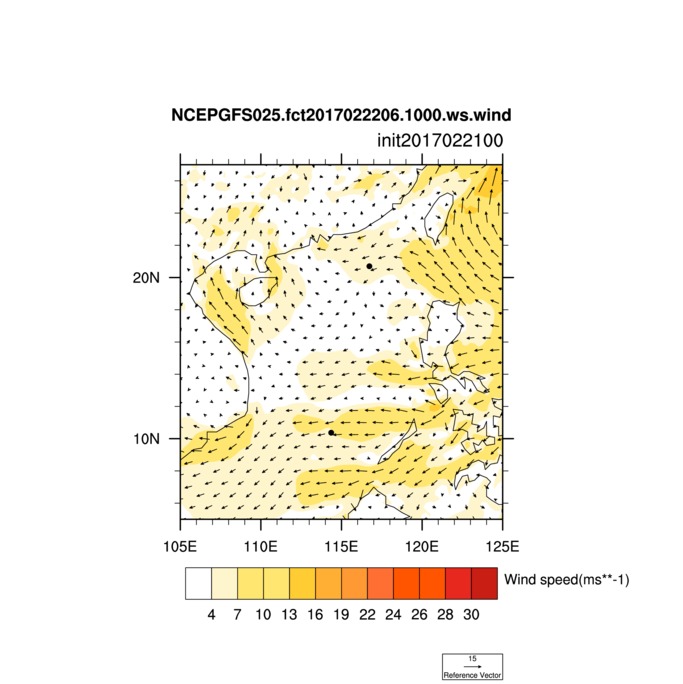 NCEPGFS025.fct2017022206.1000.ws.wind
init2017022100
20N
10N
105E 110E 115E 120E 125E
Wind speed(ms**-1)
4 7 10 13 16 19 22 24 26 28 30
15
Reference Vector